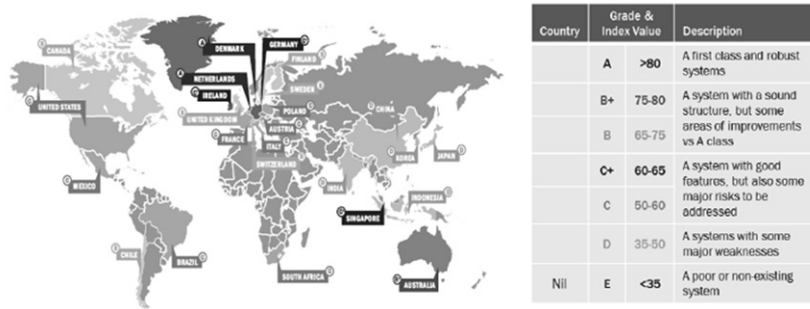 CANADA
UNITED STATES
MEXICO
CHILE
BRAZIL
DENMARK
GERMANY
FINLAND
NETHERLANDS
IRELAND
SWEDEN
UNITED KINGDOM
POLAND
AUSTRIA
FRANCE
ITALY
SWITZERLAND
CHINA
KOREA
JAPAN
INDIA
INDONESIA
SINGAPORE
SOUTH AFRICA
AUSTRALIA
Country
Grade &
Index Value
Description
A >80 A first class and robust
systems
B+ 75-80 A system with a sound
structure, but some
B 65-75 areas of improvements
vs A class
C+ 60-65 A system with good
features, but also some
C 50-60 major risks to be
addressed
D 35-50 A systems with some
major weaknesses
Nil E <35 A poor or non-existing
system